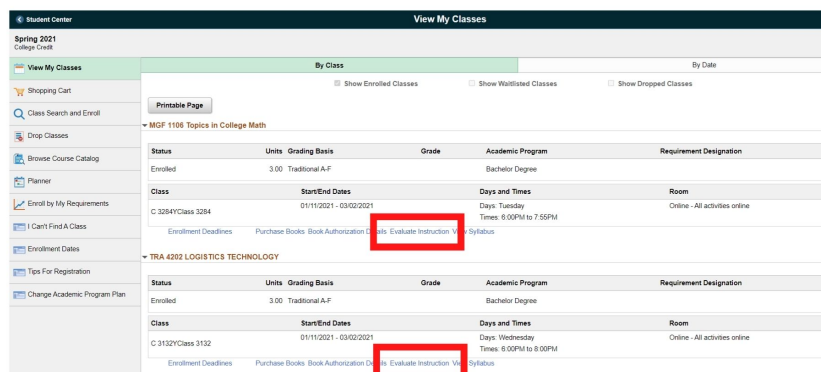 Student Center
View My Classes
Spring 2021
College Credit
View My Classes
Shopping Cart
Class Search and Enroll
Drop Classes
Browse Course Catalog
Planner
Enroll by My Requirements
I Can't Find A Class
Enrollment Dates
Tips For Registration
Change Academic Program Plan
By Class By Date
Show Enrolled Classes Show Waitlisted Classes Show Dropped Classes
Printable Page
MGF 1106 Topics in College Math
Status Units Grading Basis Grade Academic Program Requirement Designation
Enrolled 3.00 Traditional A-F Bachelor Degree
Class Start/End Dates Days and Times Room
C 3284YClass 3284 01/11/2021 - 03/02/2021 Days: Tuesday Online - All activities online
Times: 6:00PM to 7:55PM
Enrollment Deadlines Purchase Books Book Authorization Details Evaluate Instruction View Syllabus
TRA 4202 LOGISTICS TECHNOLOGY
Status Units Grading Basis Grade Academic Program Requirement Designation
Enrolled 3.00 Traditional A-F Bachelor Degree
Class Start/End Dates Days and Times Room
C 3132YClass 3132 01/11/2021 - 03/02/2021 Days: Wednesday Online - All activities online
Times: 6:00PM to 8:00PM
Enrollment Deadlines Purchase Books Book Authorization Details Evaluate Instruction View Syllabus